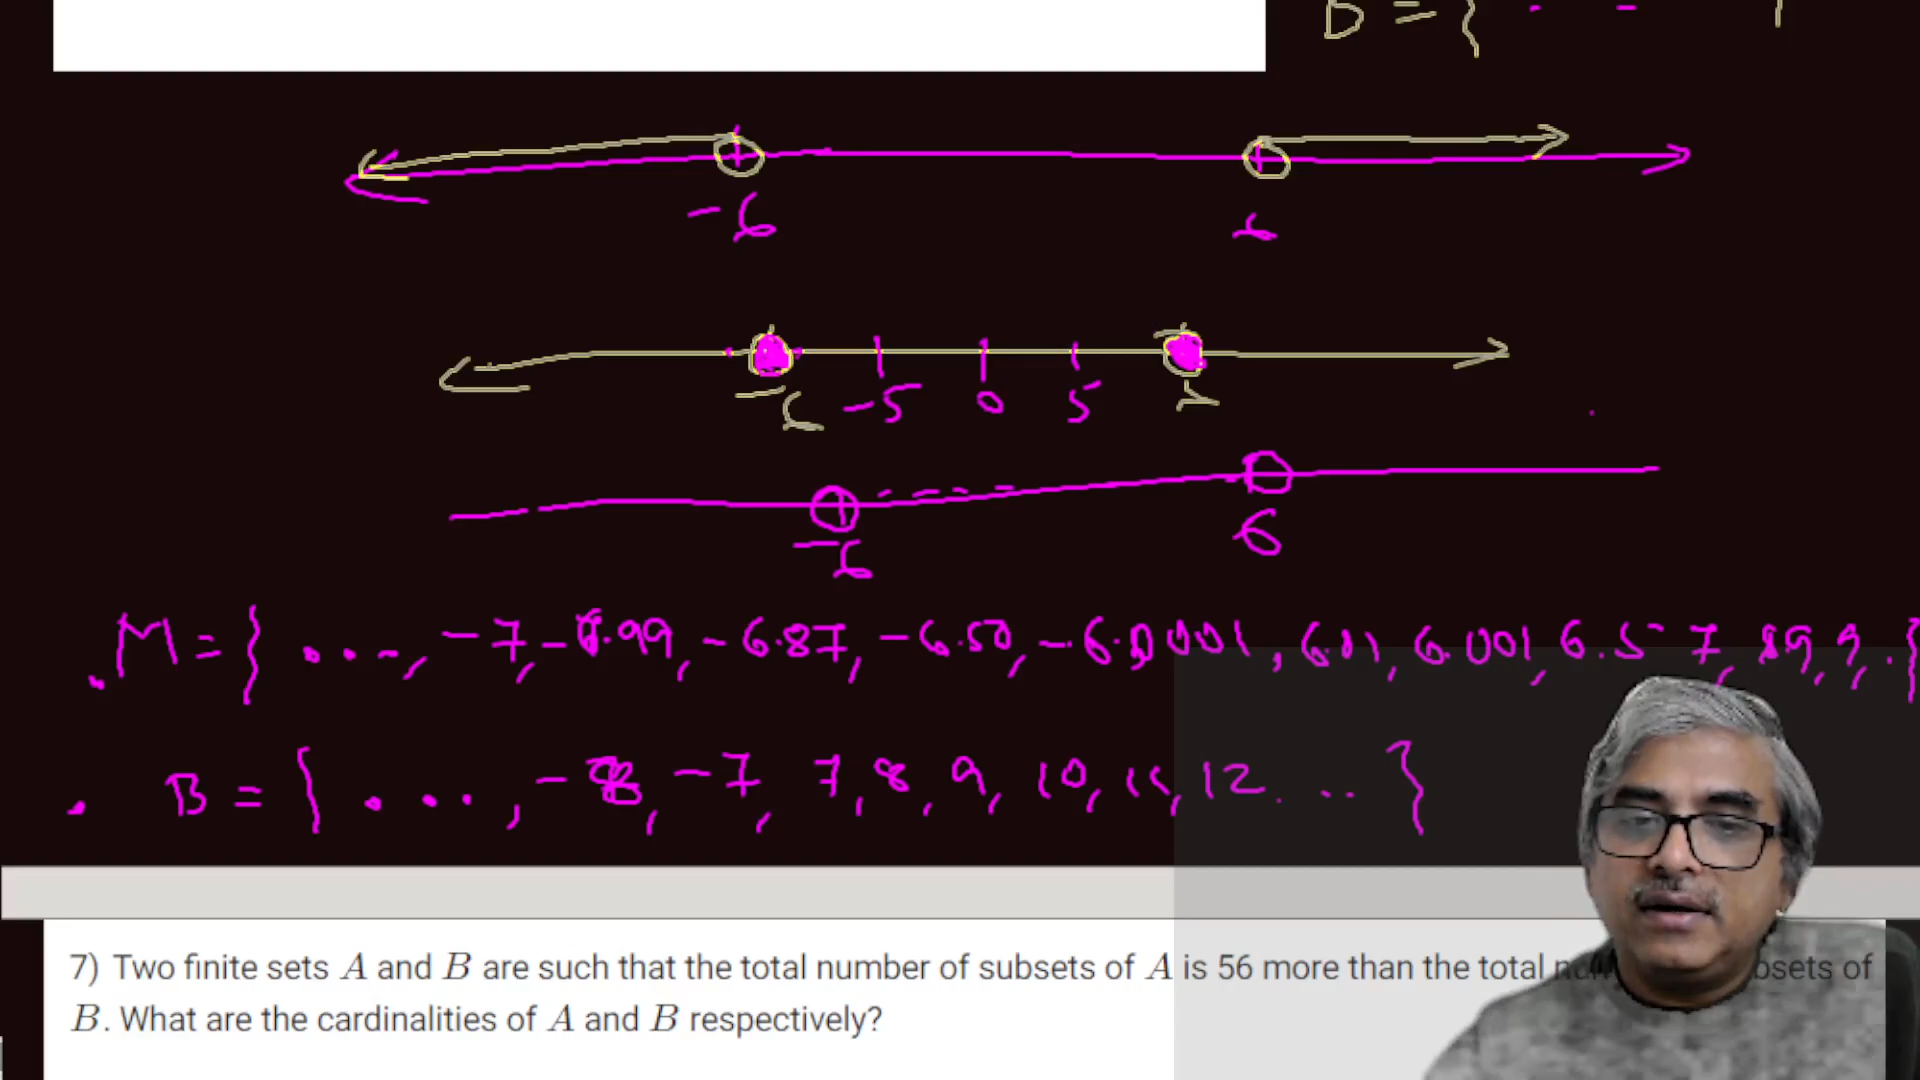 B = {
-6 6
-6 -5 0 5
-6 6
. M = { ..., -7, -6.99, -6.87, -6.50, -6.0001, 6.01, 6.001, 6.5 7, 89, 9, . }
. B = { ..., -8, -7, 7, 8, 9, 10, 11, 12 ... }
7) Two finite sets A and B are such that the total number of subsets of A is 56 more than the total subsets of
B. What are the cardinalities of A and B respectively?